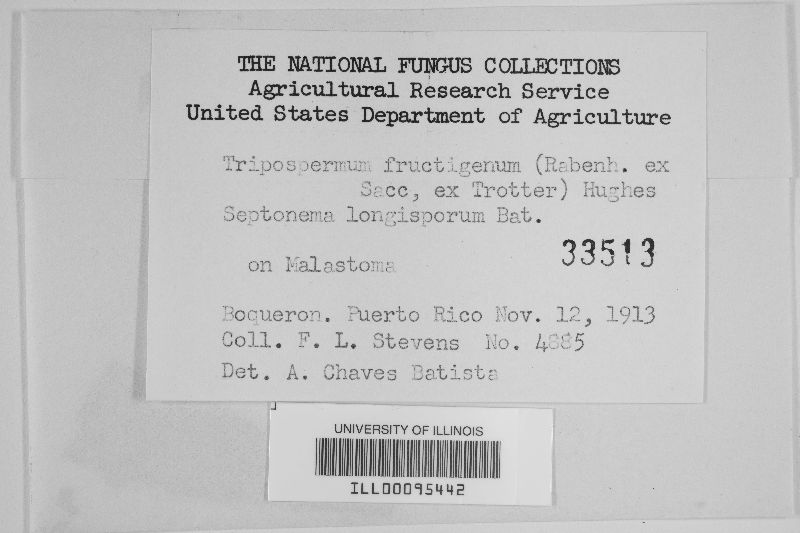 THE NATIONAL FUNGUS COLLECTIONS
Agricultural Research Service
United States Department of Agriculture
Tripospermum fructigenum (Rabenh. ex
Sacc, ex Trotter) Hughes
Septonema longisporum Bat.
33513
on Malastoma
Boqueron. Puerto Rico Nov. 12, 1913
Coll. F. L. Stevens No. 4885
Det. A. Chaves Batista
UNIVERSITY OF ILLINOIS
ILL00095442